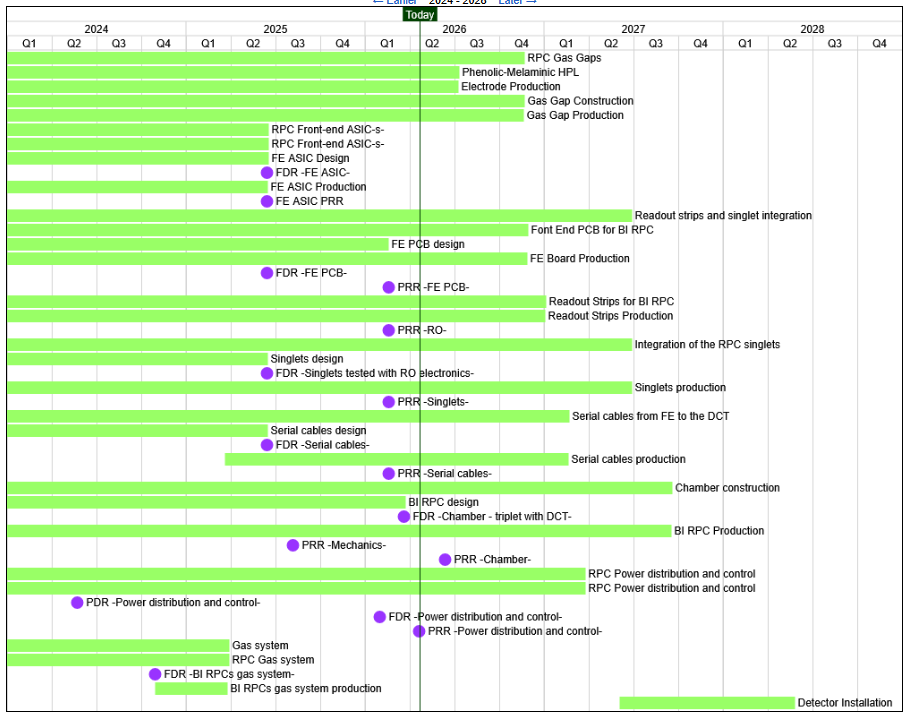 ← Earlier 2024 - 2026 Later →
Today
2024 2025 2026 2027 2028
Q1 Q2 Q3 Q4 Q1 Q2 Q3 Q4 Q1 Q2 Q3 Q4 Q1 Q2 Q3 Q4 Q1 Q2 Q3 Q4
RPC Gas Gaps
Phenolic-Melaminic HPL
Electrode Production
Gas Gap Construction
Gas Gap Production
RPC Front-end ASIC-s-
RPC Front-end ASIC-s-
FE ASIC Design
FDR -FE ASIC-
FE ASIC Production
FE ASIC PRR
Readout strips and singlet integration
Font End PCB for BI RPC
FE PCB design
FE Board Production
FDR -FE PCB-
PRR -FE PCB-
Readout Strips for BI RPC
Readout Strips Production
PRR -RO-
Integration of the RPC singlets
Singlets design
FDR -Singlets tested with RO electronics-
Singlets production
PRR -Singlets-
Serial cables from FE to the DCT
Serial cables design
FDR -Serial cables-
Serial cables production
PRR -Serial cables-
Chamber construction
BI RPC design
FDR -Chamber - triplet with DCT-
BI RPC Production
PRR -Mechanics-
PRR -Chamber-
RPC Power distribution and control
RPC Power distribution and control
PDR -Power distribution and control-
FDR -Power distribution and control-
PRR -Power distribution and control-
Gas system
RPC Gas system
FDR -BI RPCs gas system-
BI RPCs gas system production
Detector Installation